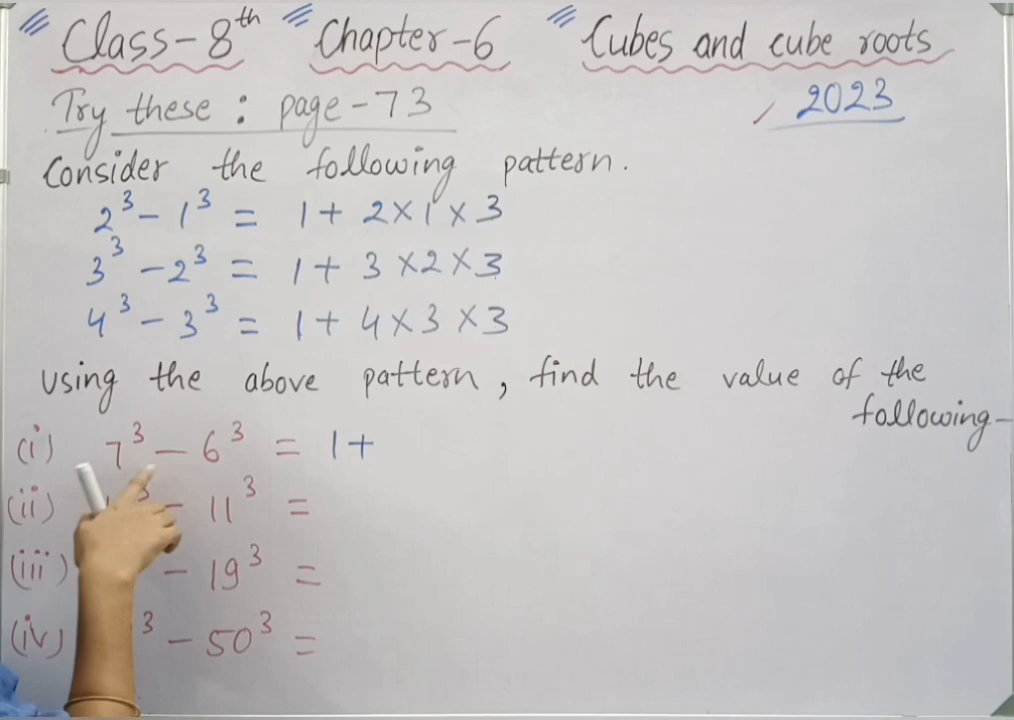 Class-8th Chapter-6 Cubes and cube roots
Try these : page-73 2023
Consider the following pattern.
2³ - 1³ = 1 + 2 × 1 × 3
3³ - 2³ = 1 + 3 × 2 × 3
4³ - 3³ = 1 + 4 × 3 × 3
Using the above pattern, find the value of the
following-
(i) 7³ - 6³ = 1 +
(ii) ³ - 11³ =
(iii) - 19³ =
(iv) ³ - 50³ =